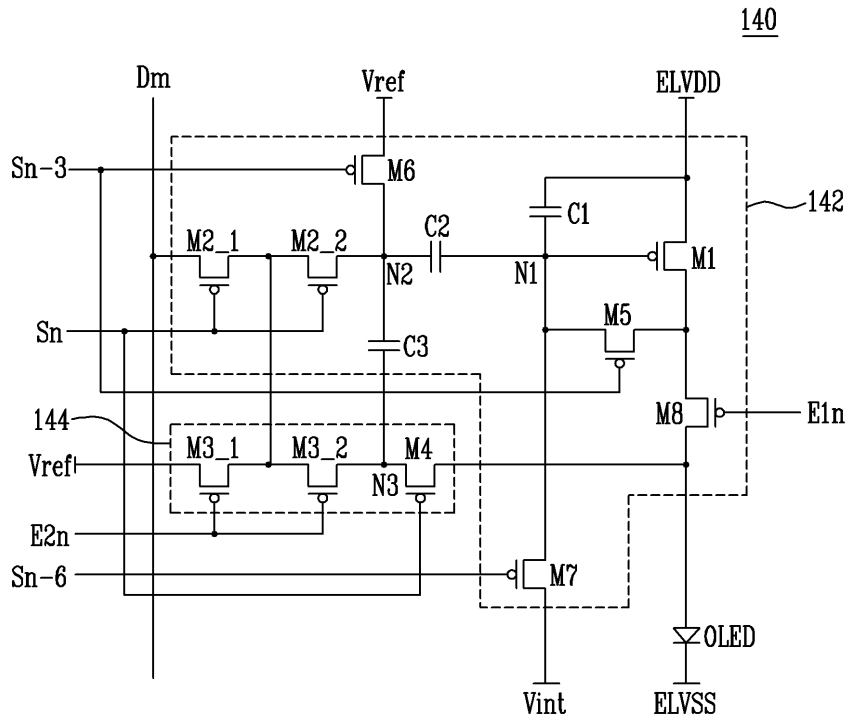 140
Dm
Vref
ELVDD
Sn-3
M6
142
C1
M2_1
M2_2
C2
N2
N1
M1
Sn
C3
M5
144
M8
E1n
M3_1
M3_2
M4
Vref
N3
E2n
Sn-6
M7
OLED
Vint
ELVSS